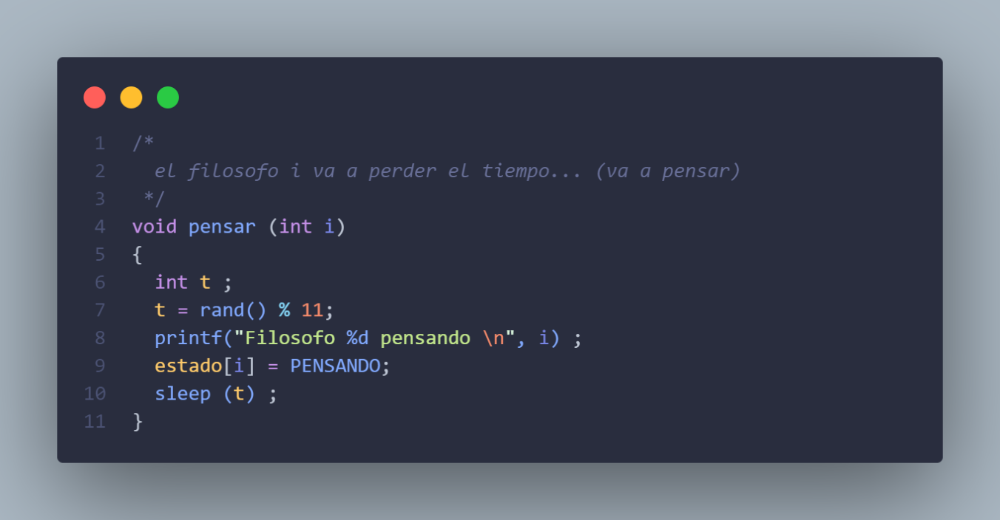 1 /*
2 el filosofo i va a perder el tiempo... (va a pensar)
3 */
4 void pensar (int i)
5 {
6 int t ;
7 t = rand() % 11;
8 printf("Filosofo %d pensando \n", i) ;
9 estado[i] = PENSANDO;
10 sleep (t) ;
11 }